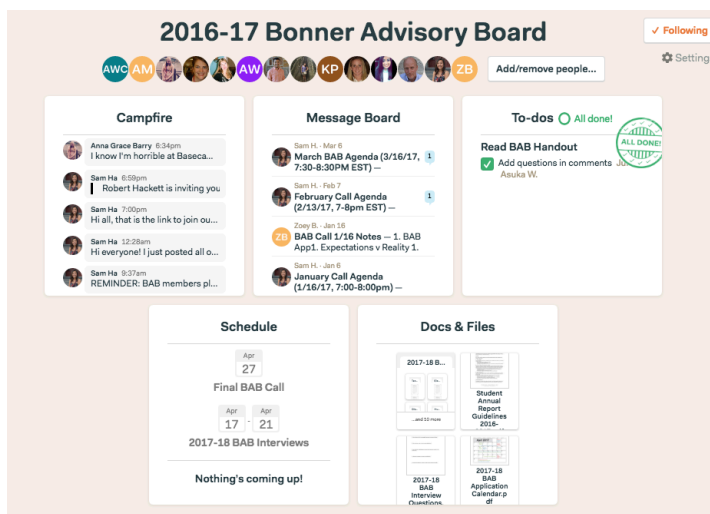 2016-17 Bonner Advisory Board
✓ Following
Setting
AWC AM AW KP ZB Add/remove people...
Campfire
Anna Grace Barry 6:34pm
I know I'm horrible at Baseca...
Sam Ha 6:59pm
Robert Hackett is inviting you
Sam Ha 7:00pm
Hi all, that is the link to join ou...
Sam Ha 12:28am
Hi everyone! I just posted all o...
Sam Ha 9:37am
REMINDER: BAB members pl...
Message Board
Sam H. · Mar 6
March BAB Agenda (3/16/17, 1
7:30-8:30PM EST) —
Sam H. · Feb 7
February Call Agenda 1
(2/13/17, 7-8pm EST) —
Zoey B. · Jan 16
BAB Call 1/16 Notes — 1. BAB
App1. Expectations v Reality 1.
Sam H. · Jan 6
January Call Agenda
(1/16/17, 7:00-8:00pm) —
To-dos All done!
ALL DONE!
Read BAB Handout
Add questions in comments
Asuka W.
Schedule
Apr
27
Final BAB Call
Apr Apr
17 - 21
2017-18 BAB Interviews
Nothing's coming up!
Docs & Files
2017-18 B...
...and 10 more
Student
Annual
Report
Guidelines
2016-
2017-18
BAB
Interview
Questions.
2017-18
BAB
Application
Calendar.p
df